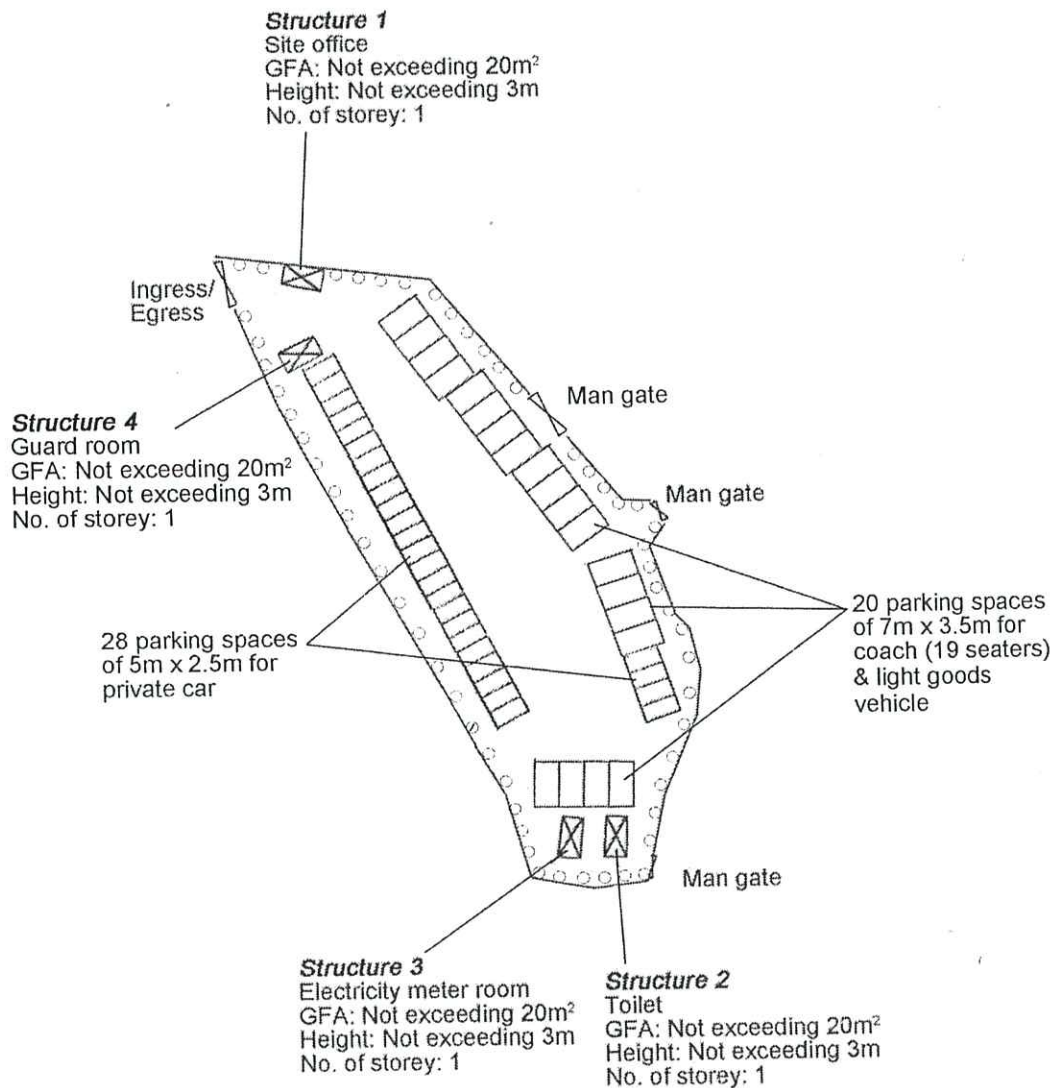 Structure 1
Site office
GFA: Not exceeding 20m²
Height: Not exceeding 3m
No. of storey: 1
Ingress/
Egress
Man gate
Structure 4
Guard room
GFA: Not exceeding 20m²
Height: Not exceeding 3m
No. of storey: 1
Man gate
28 parking spaces
of 5m x 2.5m for
private car
20 parking spaces
of 7m x 3.5m for
coach (19 seaters)
& light goods
vehicle
Man gate
Structure 3
Electricity meter room
GFA: Not exceeding 20m²
Height: Not exceeding 3m
No. of storey: 1
Structure 2
Toilet
GFA: Not exceeding 20m²
Height: Not exceeding 3m
No. of storey: 1